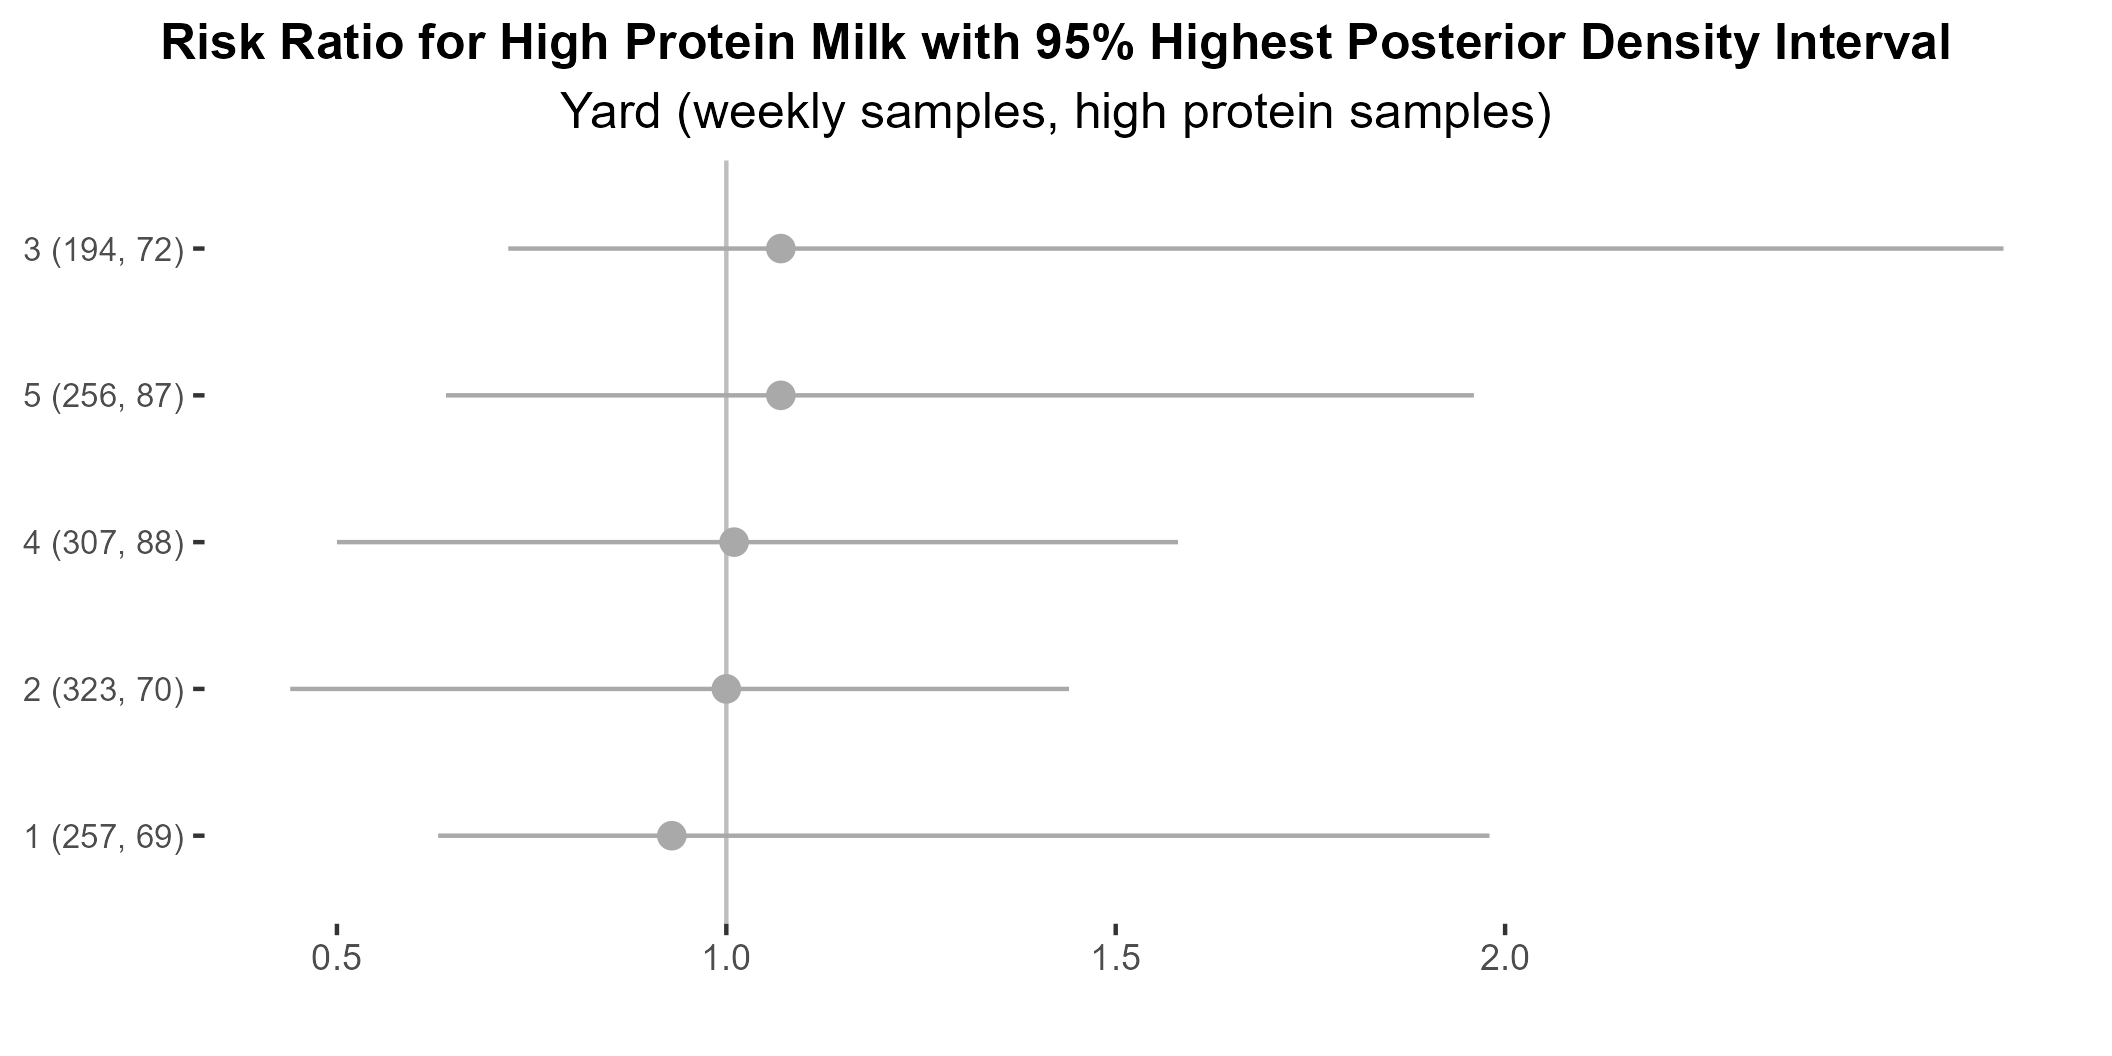 Risk Ratio for High Protein Milk with 95% Highest Posterior Density Interval
Yard (weekly samples, high protein samples)
3 (194, 72)
5 (256, 87)
4 (307, 88)
2 (323, 70)
1 (257, 69)
0.5 1.0 1.5 2.0